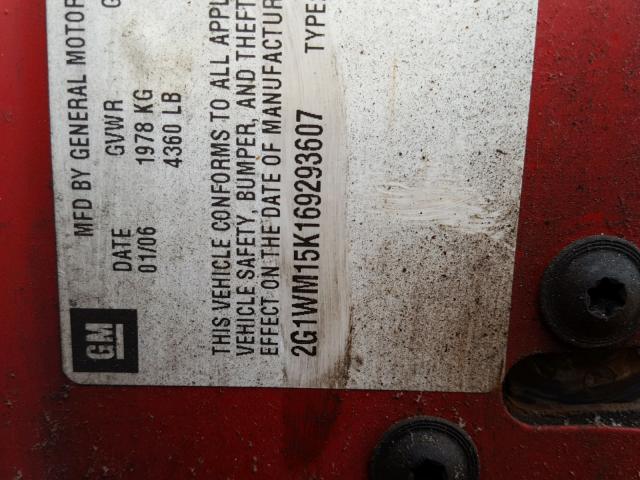 MFD BY GENERAL MOTOR
DATE GVWR G
01/06 1978 KG
4360 LB
THIS VEHICLE CONFORMS TO ALL APPL
VEHICLE SAFETY, BUMPER, AND THEFT
EFFECT ON THE DATE OF MANUFACTUR
2G1WM15K169293607 TYPE:
GM